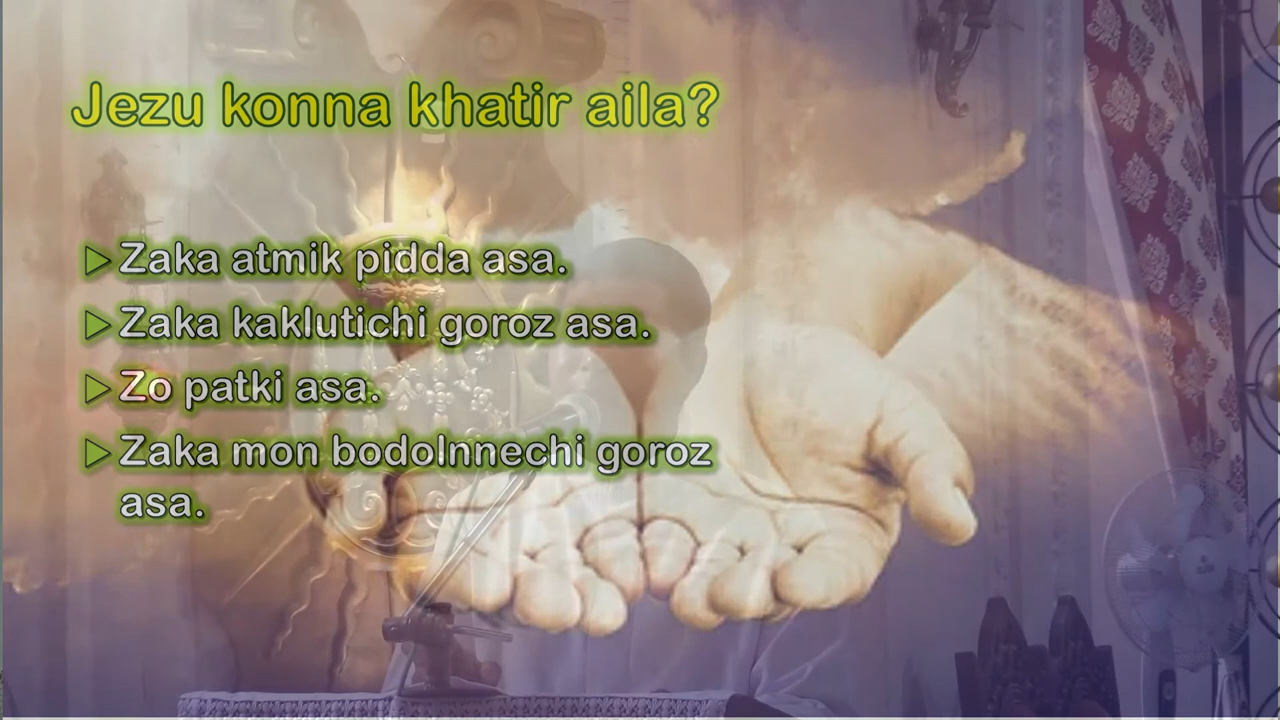 Jezu konna khatir aila?
Zaka atmik pidda asa.
Zaka kaklutichi goroz asa.
Zo patki asa.
Zaka mon bodolnnechi goroz
asa.